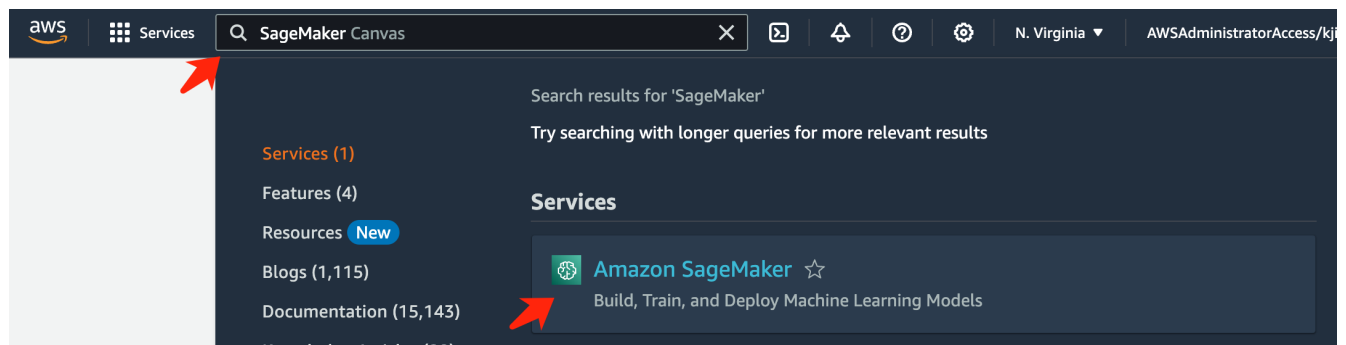 aws
Services
SageMaker Canvas
N. Virginia
AWSAdministratorAccess/kji
Search results for 'SageMaker'
Try searching with longer queries for more relevant results
Services (1)
Features (4)
Resources New
Blogs (1,115)
Documentation (15,143)
Services
Amazon SageMaker
Build, Train, and Deploy Machine Learning Models